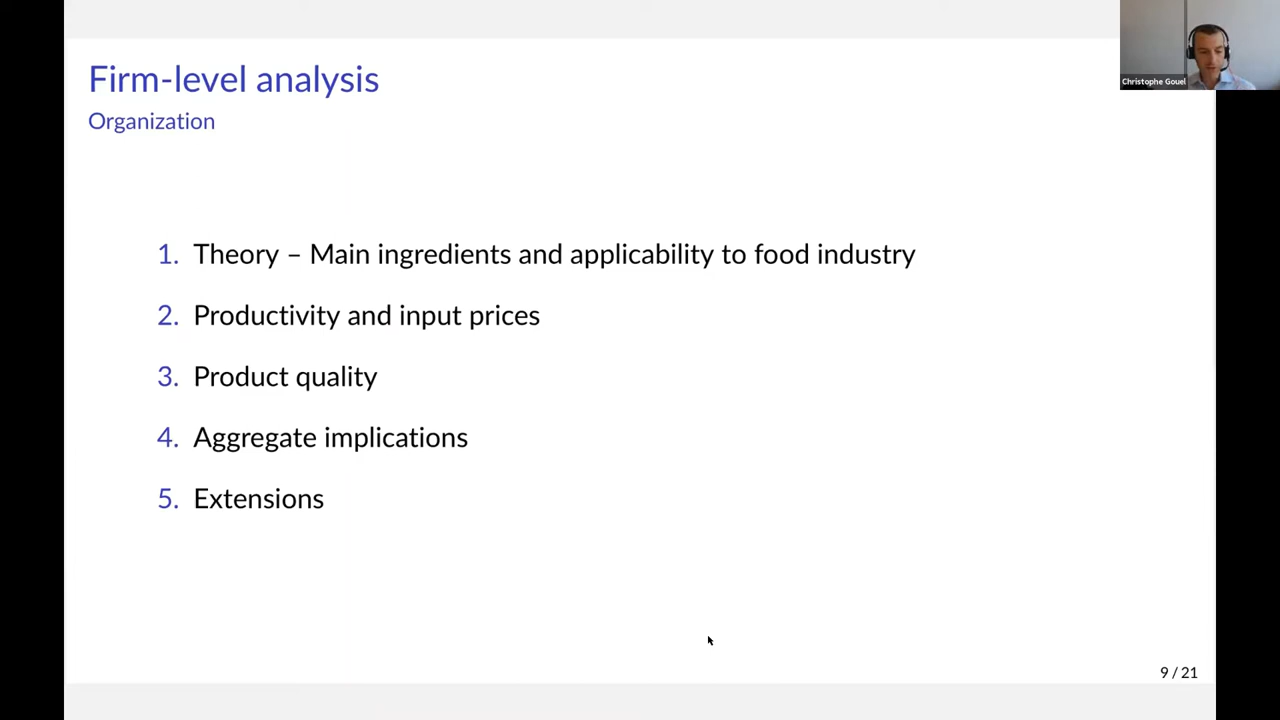 Firm-level analysis
Organization
Christophe Gouel
1. Theory – Main ingredients and applicability to food industry
2. Productivity and input prices
3. Product quality
4. Aggregate implications
5. Extensions
9 / 21